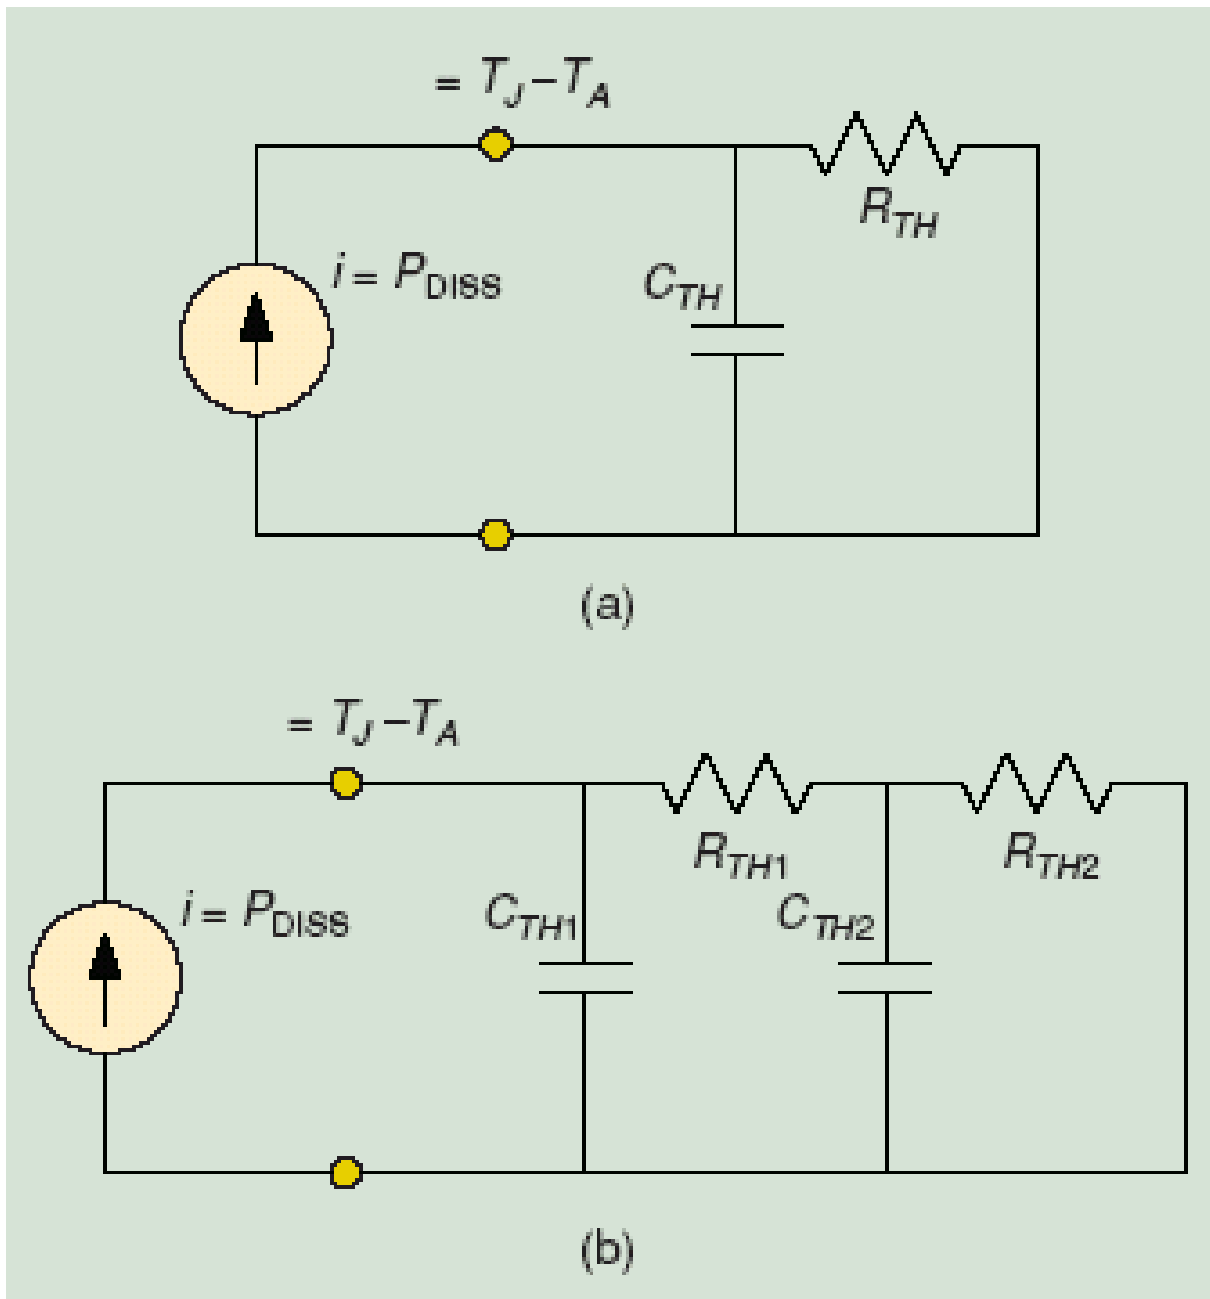 = TJ–TA
RTH
i = PDISS
CTH
(a)
= TJ–TA
RTH1
RTH2
i = PDISS
CTH1
CTH2
(b)